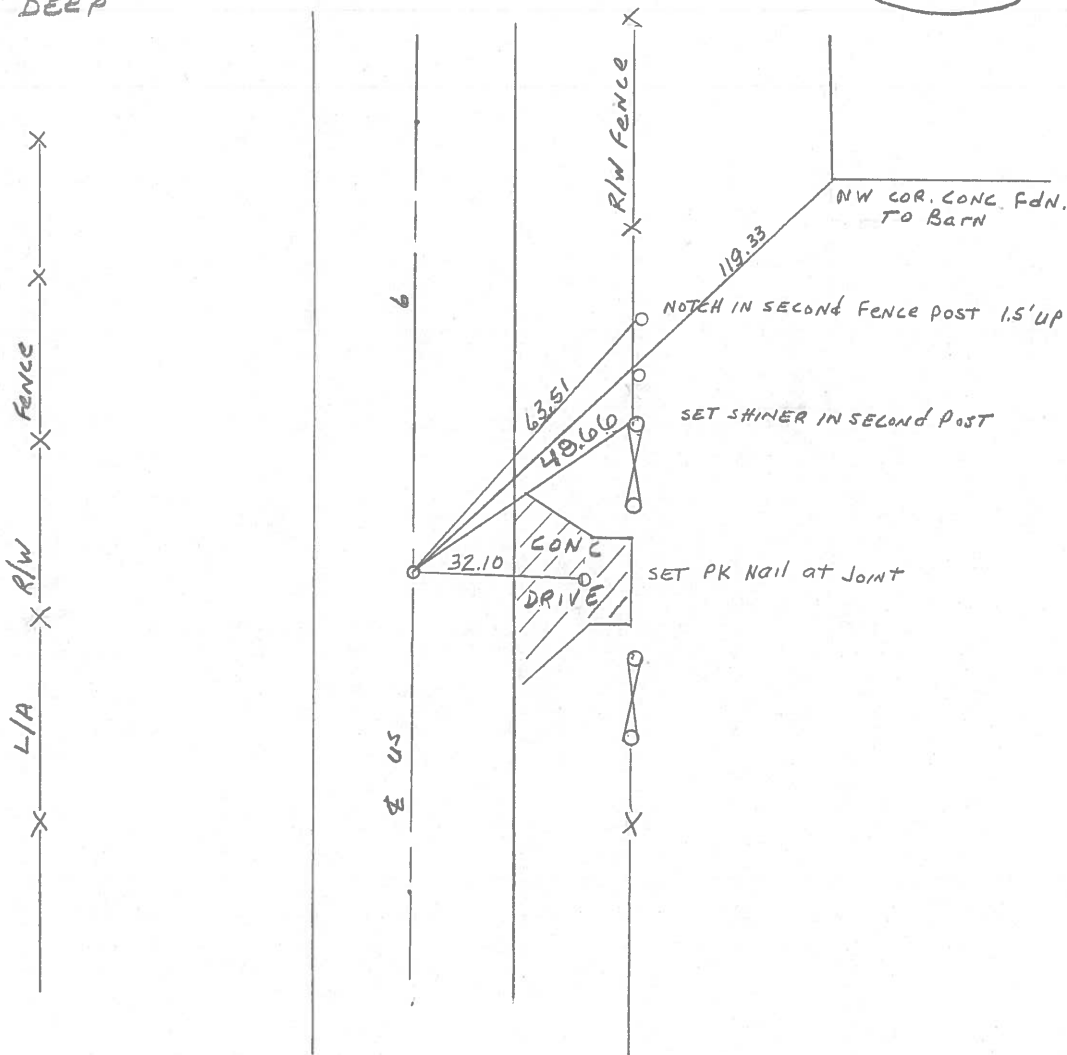 DEEP
R/W Fence
NW COR. CONC. FdN.
TO BarN
119.33
NOTCH IN SECONd FENCE POST 1.5' UP
63.51
48.66
SET SHINER IN SECONd POST
Fence
R/W
L/A
6
US
32.10
CONC
DRIVE
SET PK Nail at JoiNt